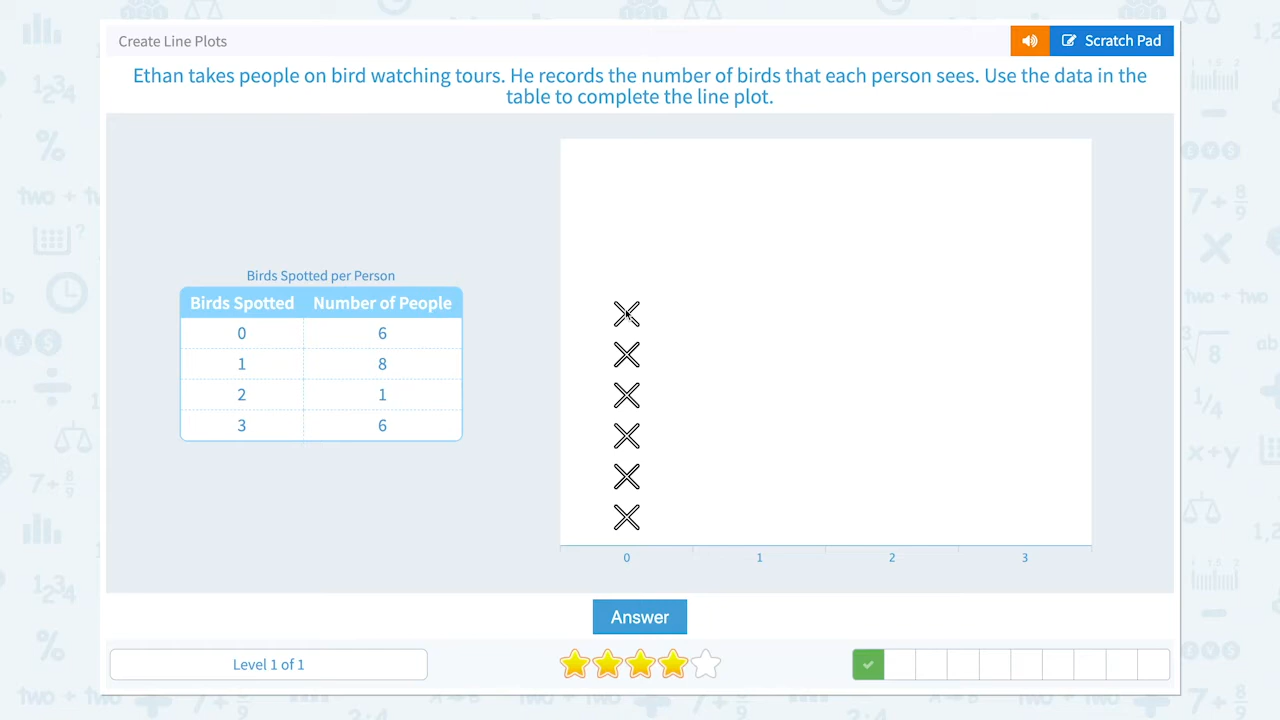 Create Line Plots
Scratch Pad
Ethan takes people on bird watching tours. He records the number of birds that each person sees. Use the data in the
table to complete the line plot.
Birds Spotted per Person
Birds Spotted Number of People
0 6
1 8
2 1
3 6
0 1 2 3
Answer
Level 1 of 1